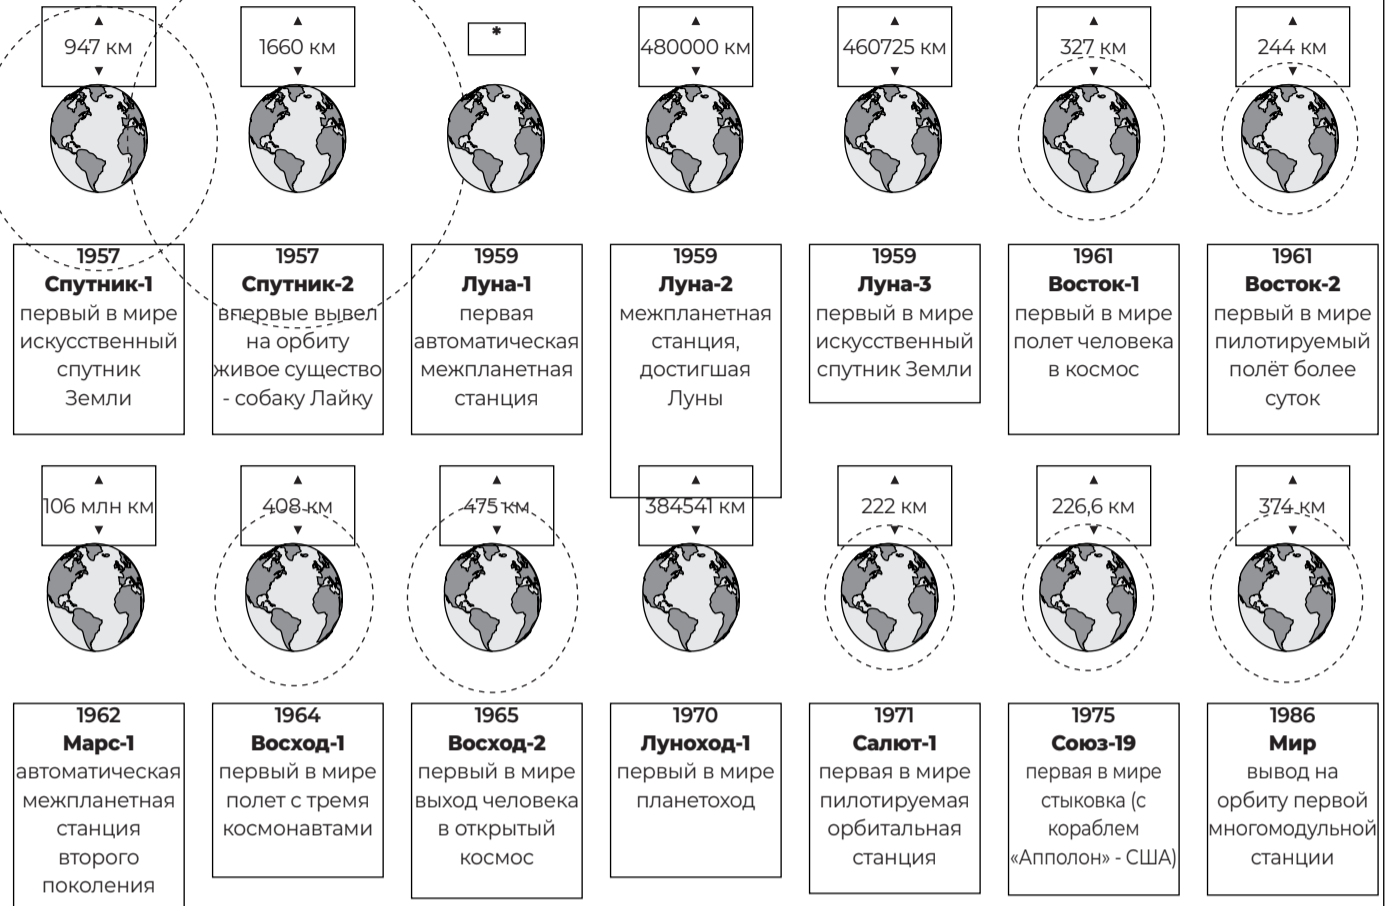 947 км
1660 км
*
480000 км
460725 км
327 км
244 км
1957
Спутник-1
первый в мире
искусственный
спутник
Земли
1957
Спутник-2
впервые вывел
на орбиту
живое существо
- собаку Лайку
1959
Луна-1
первая
автоматическая
межпланетная
станция
1959
Луна-2
межпланетная
станция,
достигшая
Луны
1959
Луна-3
первый в мире
искусственный
спутник Земли
1961
Восток-1
первый в мире
полет человека
в космос
1961
Восток-2
первый в мире
пилотируемый
полёт более
суток
106 млн км
408 км
475 км
384541 км
222 км
226,6 км
374 км
1962
Марс-1
автоматическая
межпланетная
станция
второго
поколения
1964
Восход-1
первый в мире
полет с тремя
космонавтами
1965
Восход-2
первый в мире
выход человека
в открытый
космос
1970
Луноход-1
первый в мире
планетоход
1971
Салют-1
первая в мире
пилотируемая
орбитальная
станция
1975
Союз-19
первая в мире
стыковка (с
кораблем
«Апполон» - США)
1986
Мир
вывод на
орбиту первой
многомодульной
станции